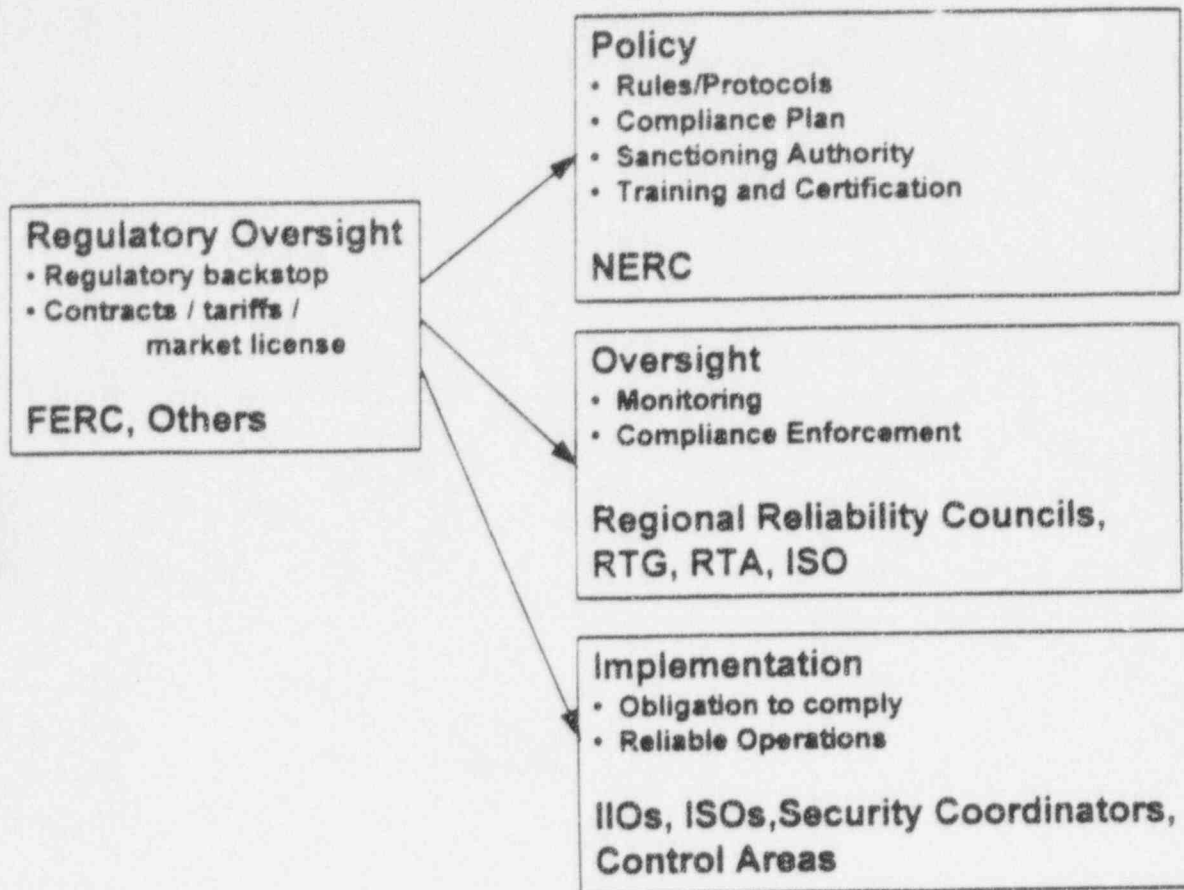 Regulatory Oversight
• Regulatory backstop
• Contracts / tariffs /
market license
FERC, Others
Policy
• Rules/Protocols
• Compliance Plan
• Sanctioning Authority
• Training and Certification
NERC
Oversight
• Monitoring
• Compliance Enforcement
Regional Reliability Councils,
RTG, RTA, ISO
Implementation
• Obligation to comply
• Reliable Operations
IIOs, ISOs,Security Coordinators,
Control Areas